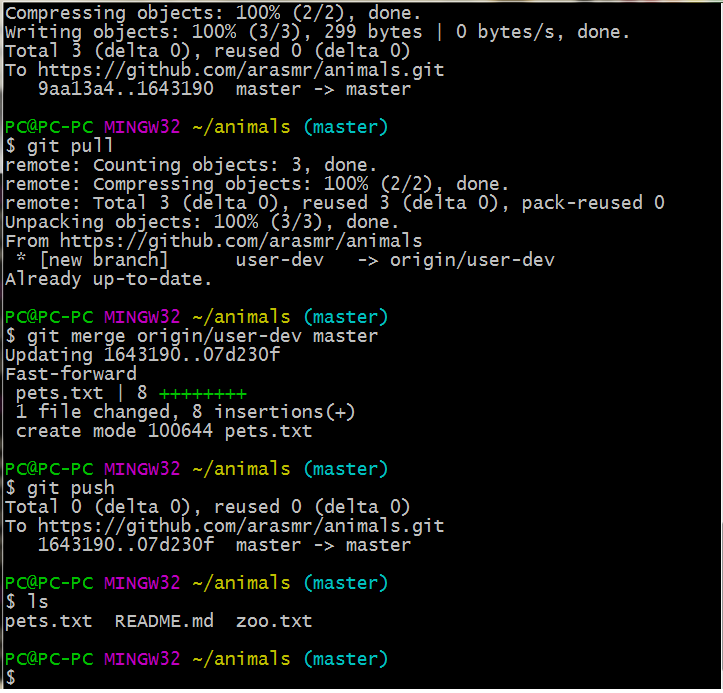 Compressing objects: 100% (2/2), done.
Writing objects: 100% (3/3), 299 bytes | 0 bytes/s, done.
Total 3 (delta 0), reused 0 (delta 0)
To https://github.com/arasmr/animals.git
   9aa13a4..1643190  master -> master

PC@PC-PC MINGW32 ~/animals (master)
$ git pull
remote: Counting objects: 3, done.
remote: Compressing objects: 100% (2/2), done.
remote: Total 3 (delta 0), reused 3 (delta 0), pack-reused 0
Unpacking objects: 100% (3/3), done.
From https://github.com/arasmr/animals
 * [new branch]      user-dev   -> origin/user-dev
Already up-to-date.

PC@PC-PC MINGW32 ~/animals (master)
$ git merge origin/user-dev master
Updating 1643190..07d230f
Fast-forward
 pets.txt | 8 ++++++++
 1 file changed, 8 insertions(+)
 create mode 100644 pets.txt

PC@PC-PC MINGW32 ~/animals (master)
$ git push
Total 0 (delta 0), reused 0 (delta 0)
To https://github.com/arasmr/animals.git
   1643190..07d230f  master -> master

PC@PC-PC MINGW32 ~/animals (master)
$ ls
pets.txt  README.md  zoo.txt

PC@PC-PC MINGW32 ~/animals (master)
$